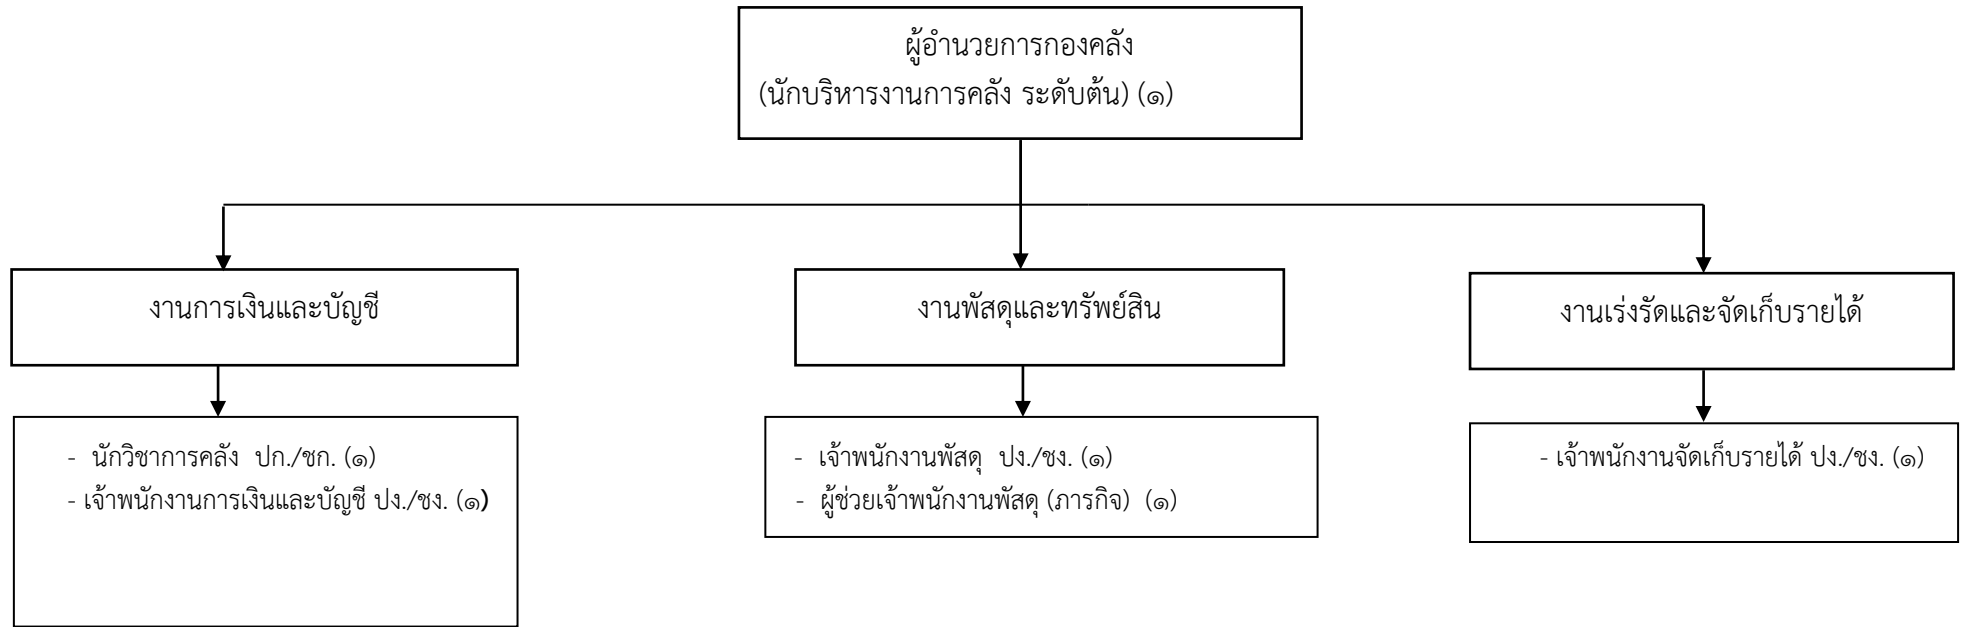 ผู้อำนวยการกองคลัง
(นักบริหารงานการคลัง ระดับต้น) (๑)
งานการเงินและบัญชี
งานพัสดุและทรัพย์สิน
งานเร่งรัดและจัดเก็บรายได้
- นักวิชาการคลัง ปก./ชก. (๑)
- เจ้าพนักงานการเงินและบัญชี ปง./ชง. (๑)
- เจ้าพนักงานพัสดุ ปง./ชง. (๑)
- ผู้ช่วยเจ้าพนักงานพัสดุ (ภารกิจ) (๑)
- เจ้าพนักงานจัดเก็บรายได้ ปง./ชง. (๑)